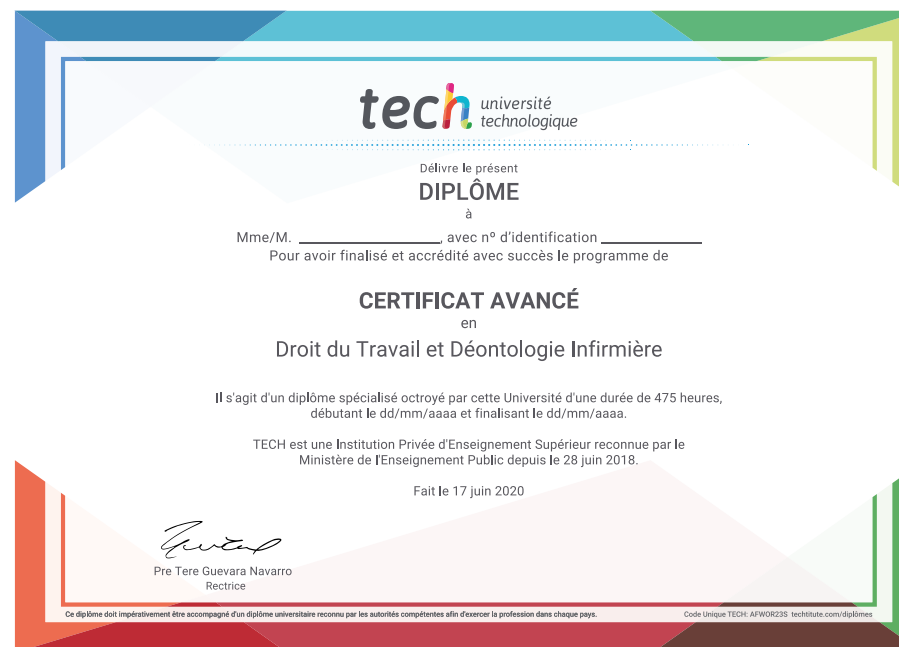 tech université
technologique
Délivre le présent
DIPLÔME
à
Mme/M. ____________________, avec nº d'identification ______________
Pour avoir finalisé et accrédité avec succès le programme de
CERTIFICAT AVANCÉ
en
Droit du Travail et Déontologie Infirmière
Il s'agit d'un diplôme spécialisé octroyé par cette Université d'une durée de 475 heures,
débutant le dd/mm/aaaa et finalisant le dd/mm/aaaa.
TECH est une Institution Privée d'Enseignement Supérieur reconnue par le
Ministère de l'Enseignement Public depuis le 28 juin 2018.
Fait le 17 juin 2020
Pre Tere Guevara Navarro
Rectrice
Ce diplôme doit impérativement être accompagné d'un diplôme universitaire reconnu par les autorités compétentes afin d'exercer la profession dans chaque pays.
Code Unique TECH: AFWOR23S techtitute.com/diplômes